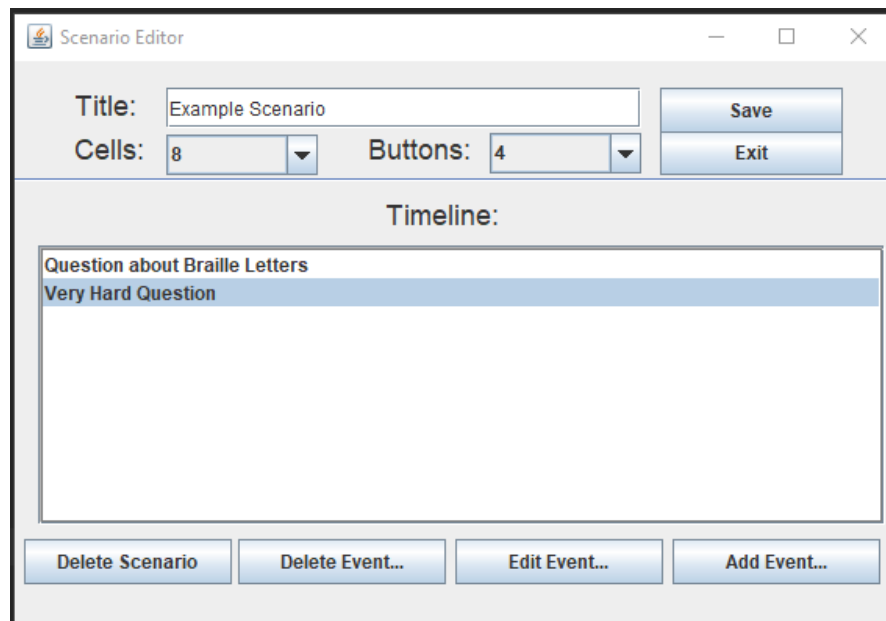 Scenario Editor
Title: Example Scenario Save
Cells: 8 Buttons: 4 Exit
Timeline:
Question about Braille Letters
Very Hard Question
Delete Scenario Delete Event... Edit Event... Add Event...